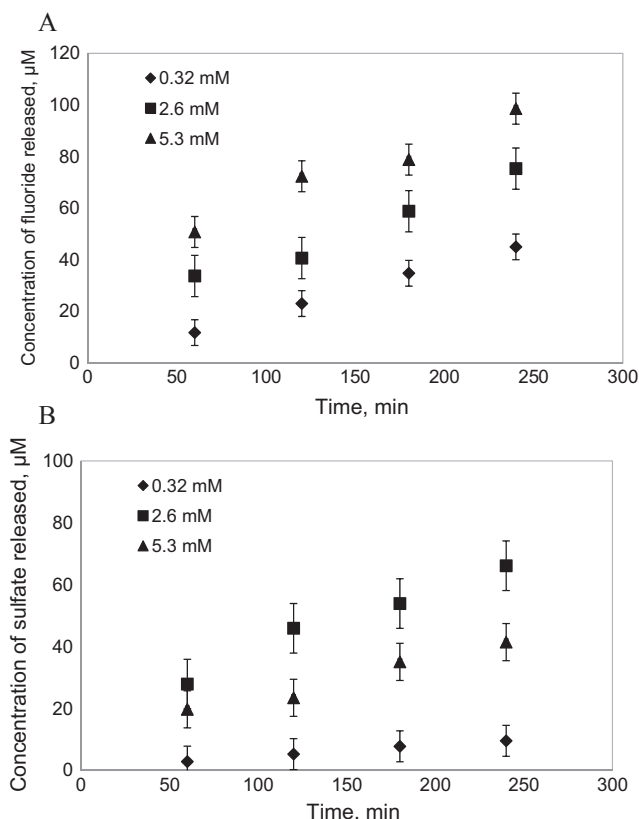 A
Concentration of fluoride released, µM
120
100
80
60
40
20
0
0.32 mM
2.6 mM
5.3 mM
0 50 100 150 200 250 300
Time, min
B
Concentration of sulfate released, µM
100
80
60
40
20
0
0.32 mM
2.6 mM
5.3 mM
0 50 100 150 200 250 300
Time, min